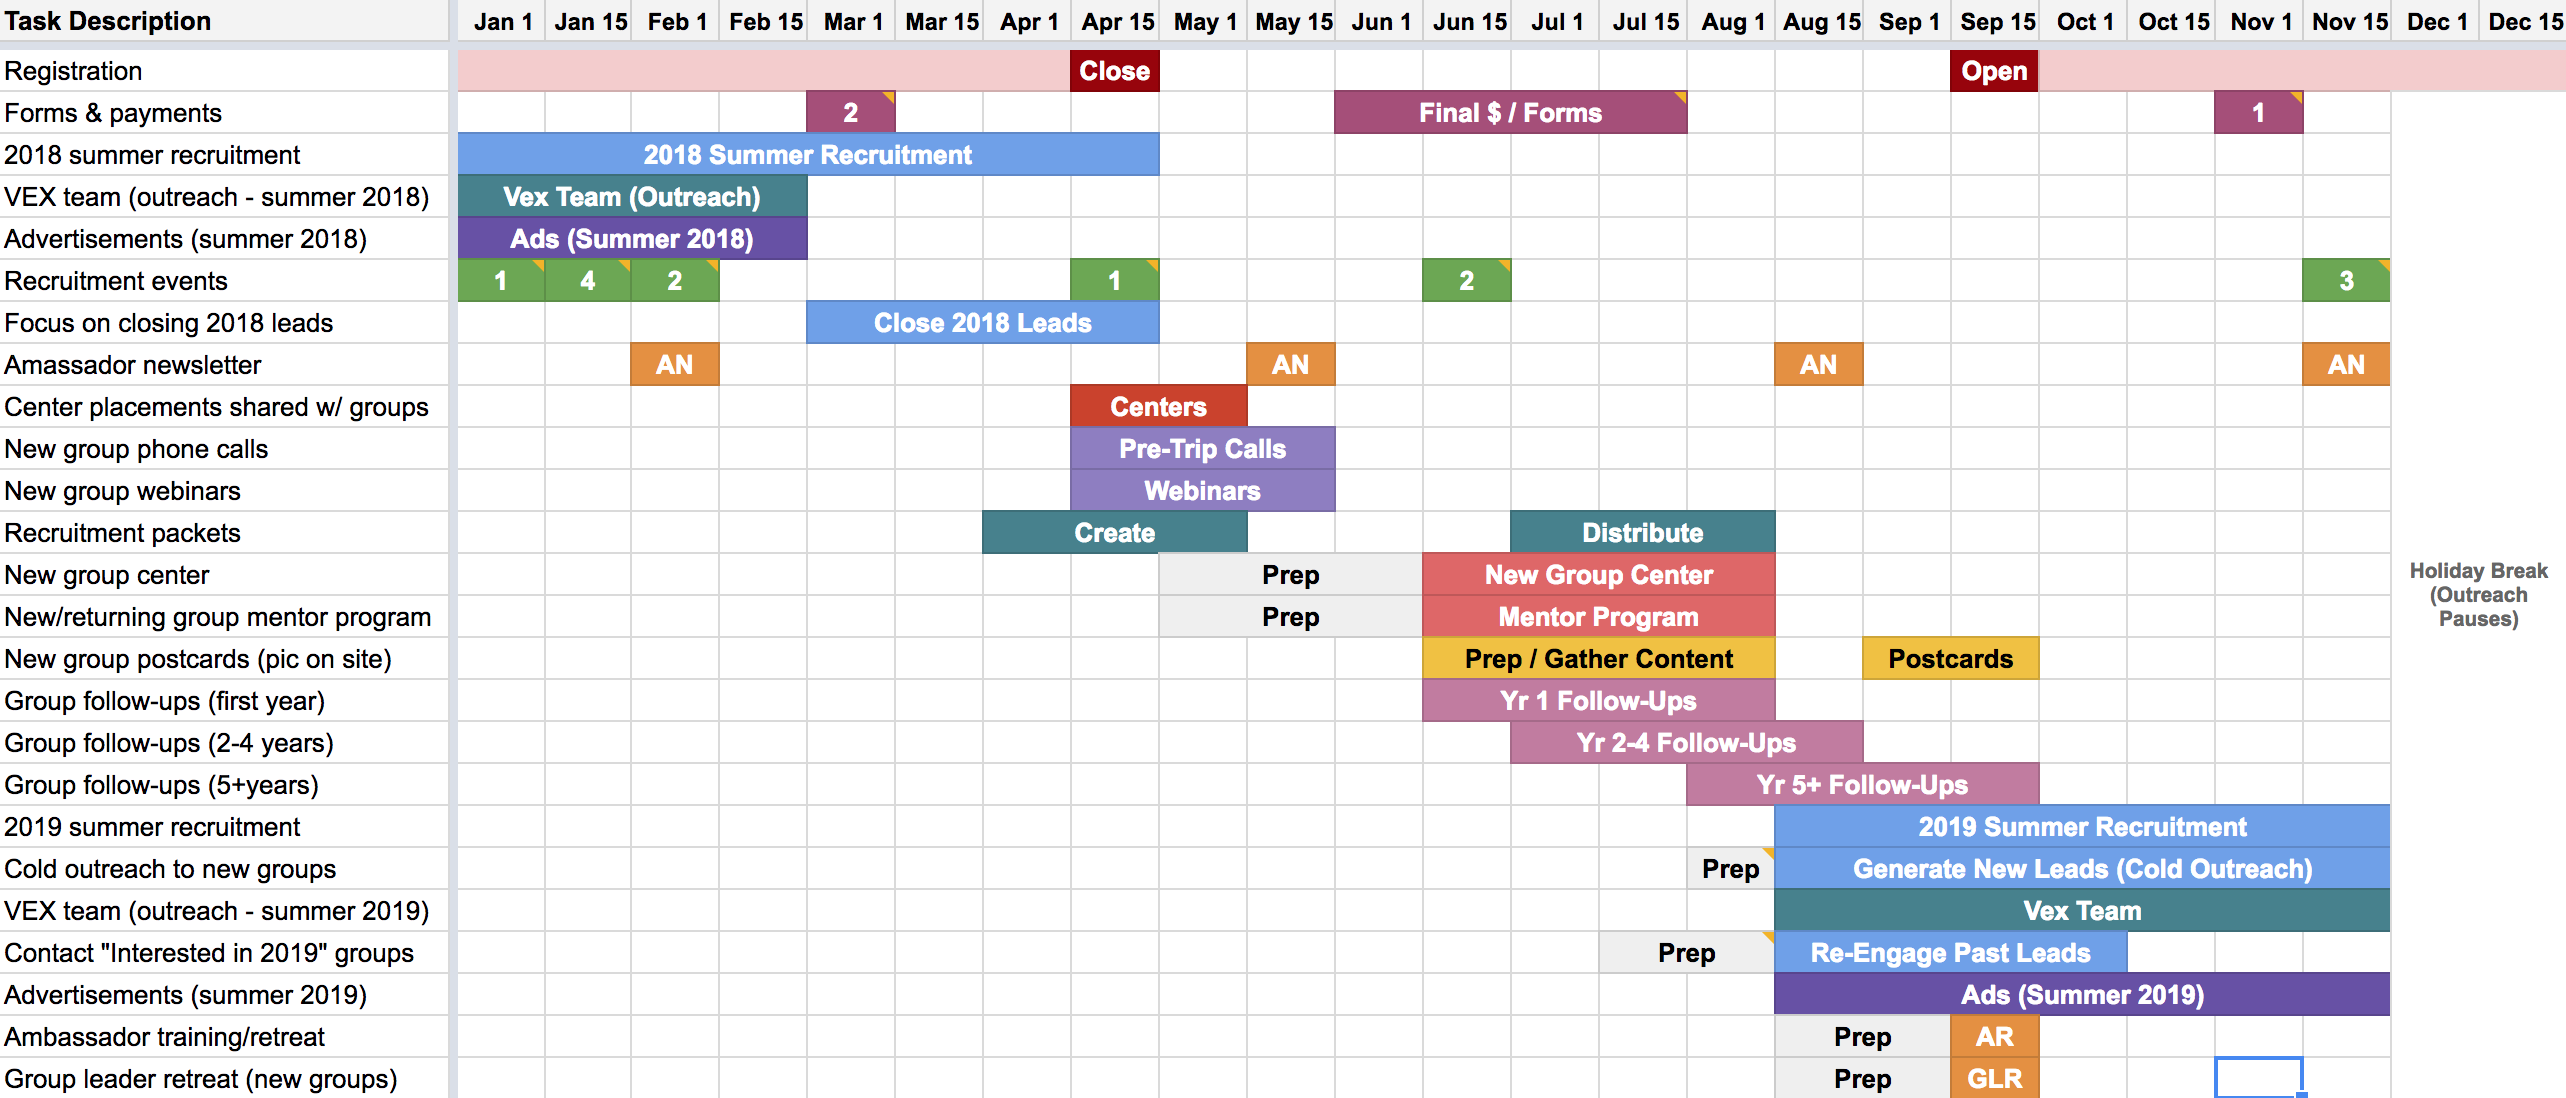 Task Description Jan 1 Jan 15 Feb 1 Feb 15 Mar 1 Mar 15 Apr 1 Apr 15 May 1 May 15 Jun 1 Jun 15 Jul 1 Jul 15 Aug 1 Aug 15 Sep 1 Sep 15 Oct 1 Oct 15 Nov 1 Nov 15 Dec 1 Dec 15
Registration Close Open
Forms & payments 2 Final $ / Forms 1
2018 summer recruitment 2018 Summer Recruitment
VEX team (outreach - summer 2018) Vex Team (Outreach)
Advertisements (summer 2018) Ads (Summer 2018)
Recruitment events 1 4 2 1 2 3
Focus on closing 2018 leads Close 2018 Leads
Amassador newsletter AN AN AN AN
Center placements shared w/ groups Centers
New group phone calls Pre-Trip Calls
New group webinars Webinars
Recruitment packets Create Distribute
New group center Prep New Group Center
New/returning group mentor program Prep Mentor Program
New group postcards (pic on site) Prep / Gather Content Postcards
Group follow-ups (first year) Yr 1 Follow-Ups
Group follow-ups (2-4 years) Yr 2-4 Follow-Ups
Group follow-ups (5+years) Yr 5+ Follow-Ups
2019 summer recruitment 2019 Summer Recruitment
Cold outreach to new groups Prep Generate New Leads (Cold Outreach)
VEX team (outreach - summer 2019) Vex Team
Contact "Interested in 2019" groups Prep Re-Engage Past Leads
Advertisements (summer 2019) Ads (Summer 2019)
Ambassador training/retreat Prep AR
Group leader retreat (new groups) Prep GLR
Holiday Break
(Outreach
Pauses)